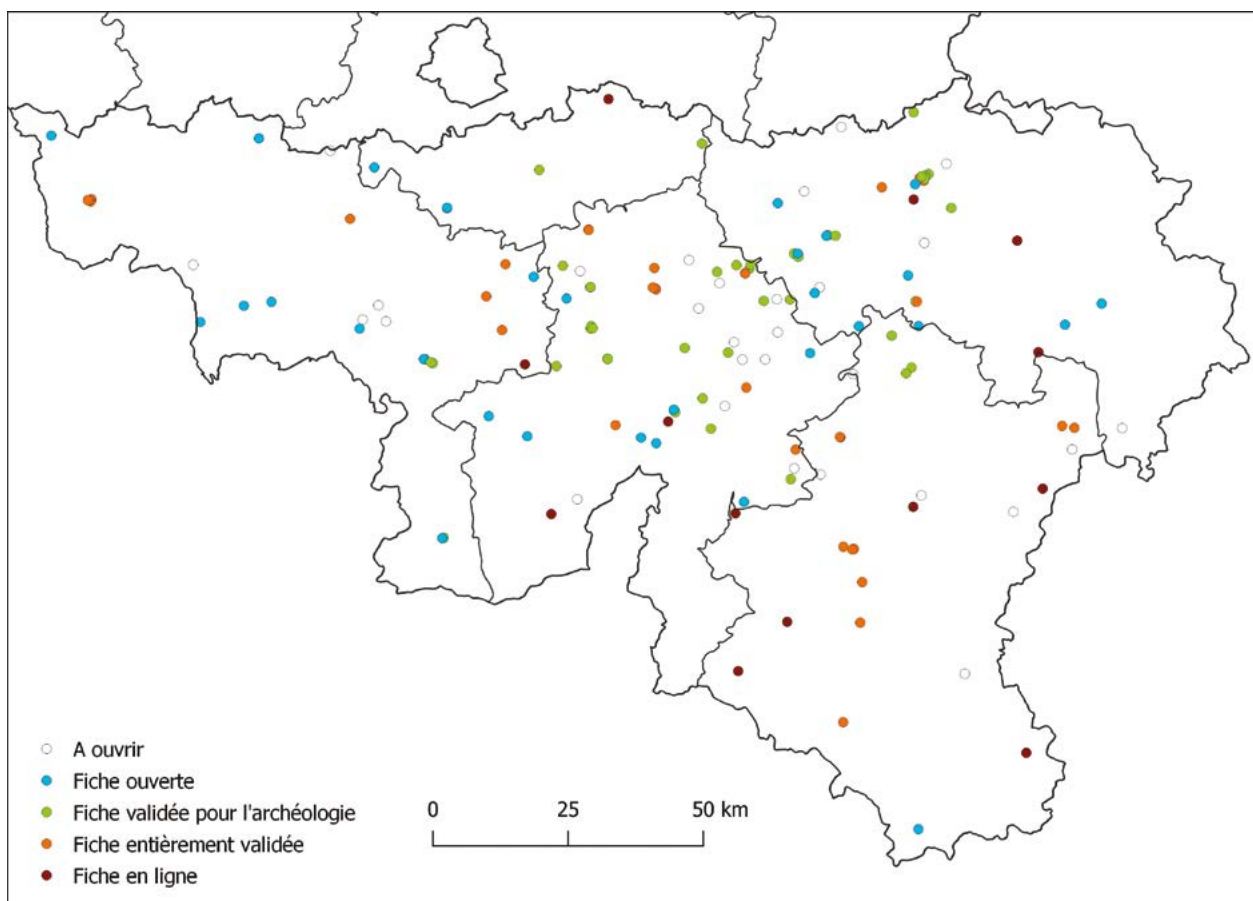 A ouvrir
Fiche ouverte
Fiche validée pour l'archéologie
Fiche entièrement validée
Fiche en ligne
0 25 50 km